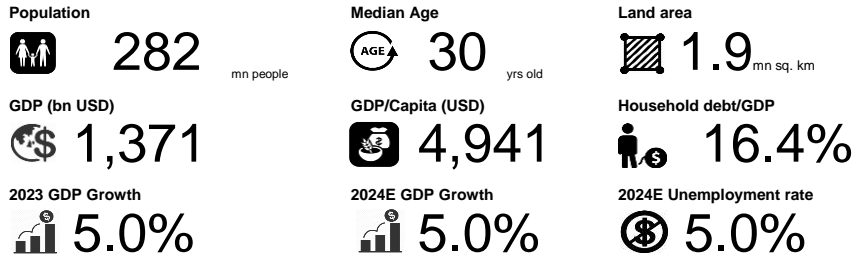 Population Median Age Land area
282 mn people AGE 30 yrs old 1.9 mn sq. km
GDP (bn USD) GDP/Capita (USD) Household debt/GDP
$ 1,371 4,941 $ 16.4%
2023 GDP Growth 2024E GDP Growth 2024E Unemployment rate
$ 5.0% $ 5.0% $ 5.0%